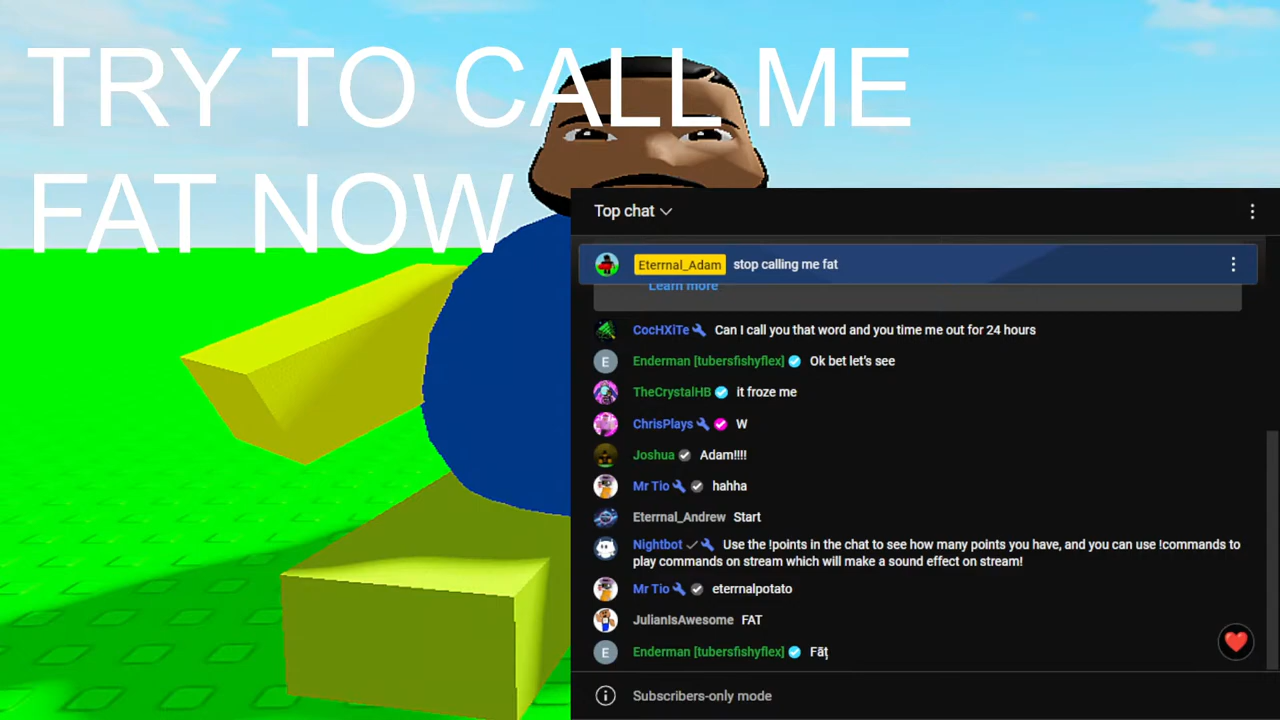 TRY TO CALL ME
FAT NOW
Top chat
Eterrnal_Adam stop calling me fat
Learn more
CocHXiTe Can I call you that word and you time me out for 24 hours
E Enderman [tubersfishyflex] Ok bet let's see
TheCrystalHB it froze me
ChrisPlays W
Joshua Adam!!!!
Mr Tio hahha
Eterrnal_Andrew Start
Nightbot Use the !points in the chat to see how many points you have, and you can use !commands to
play commands on stream which will make a sound effect on stream!
Mr Tio eterrnalpotato
JulianIsAwesome FAT
E Enderman [tubersfishyflex] Fāţ
Subscribers-only mode